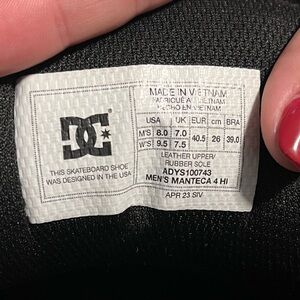 MADE IN VIETNAM
FABRIQUÉ AU VIETNAM
HECHO EN VIETNAM
USA UK EUR cm BRA
M'S 8.0 7.0 40.5 26 39.0
W'S 9.5 7.5
LEATHER UPPER/
RUBBER SOLE
ADYS100743
MEN'S MANTECA 4 HI
APR 23 SIV
DC
®
THIS SKATEBOARD SHOE
WAS DESIGNED IN THE USA